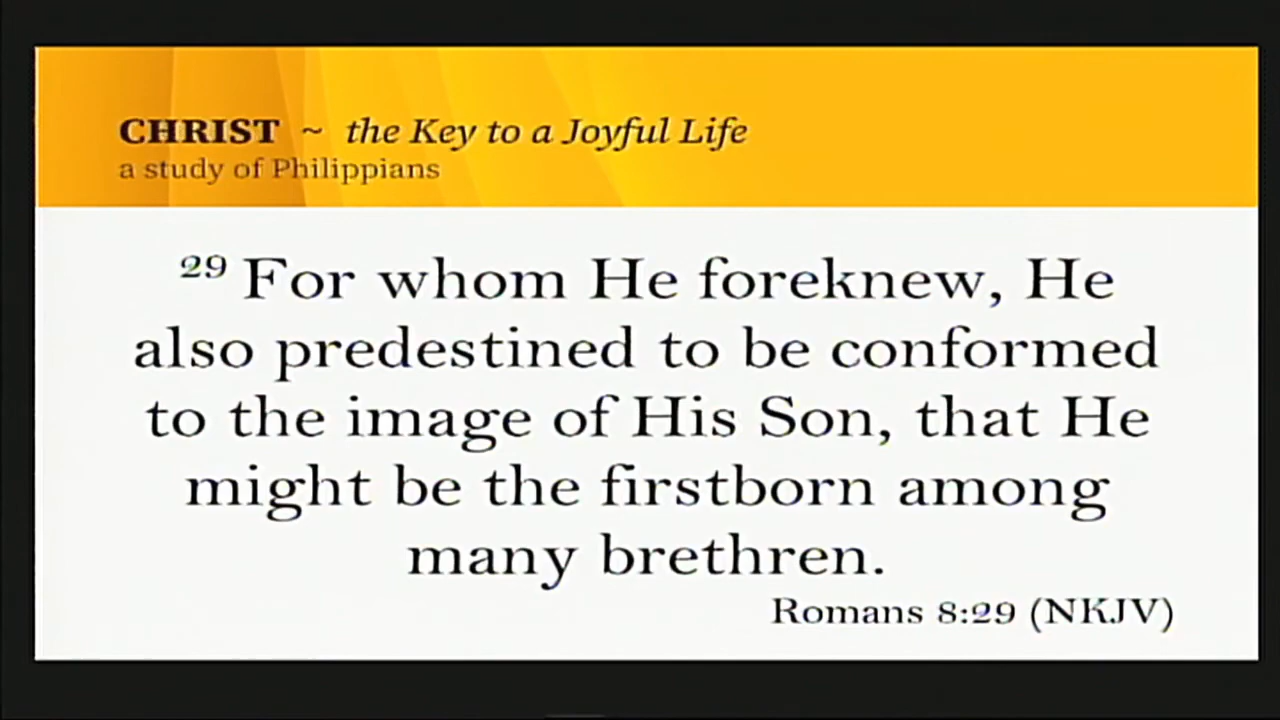 CHRIST ~ the Key to a Joyful Life
a study of Philippians
29 For whom He foreknew, He
also predestined to be conformed
to the image of His Son, that He
might be the firstborn among
many brethren.
Romans 8:29 (NKJV)